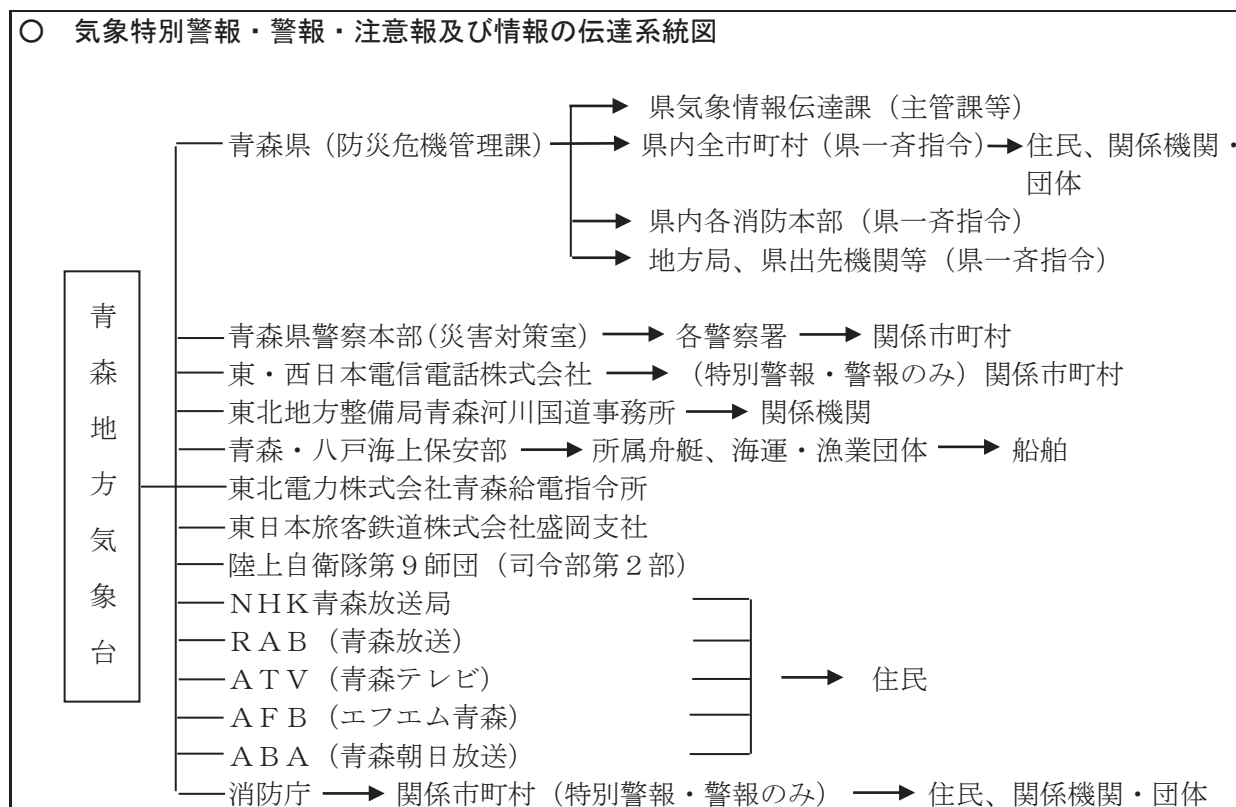 ○　気象特別警報・警報・注意報及び情報の伝達系統図
県気象情報伝達課（主管課等）
青森県（防災危機管理課）
県内全市町村（県一斉指令）
住民、関係機関・
団体
県内各消防本部（県一斉指令）
地方局、県出先機関等（県一斉指令）
青森地方気象台
青森県警察本部(災害対策室)　各警察署　関係市町村
東・西日本電信電話株式会社　（特別警報・警報のみ）関係市町村
東北地方整備局青森河川国道事務所　関係機関
青森・八戸海上保安部　所属舟艇、海運・漁業団体　船舶
東北電力株式会社青森給電指令所
東日本旅客鉄道株式会社盛岡支社
陸上自衛隊第９師団（司令部第２部）
ＮＨＫ青森放送局
ＲＡＢ（青森放送）
ＡＴＶ（青森テレビ）
住民
ＡＦＢ（エフエム青森）
ＡＢＡ（青森朝日放送）
消防庁　関係市町村（特別警報・警報のみ）　住民、関係機関・団体